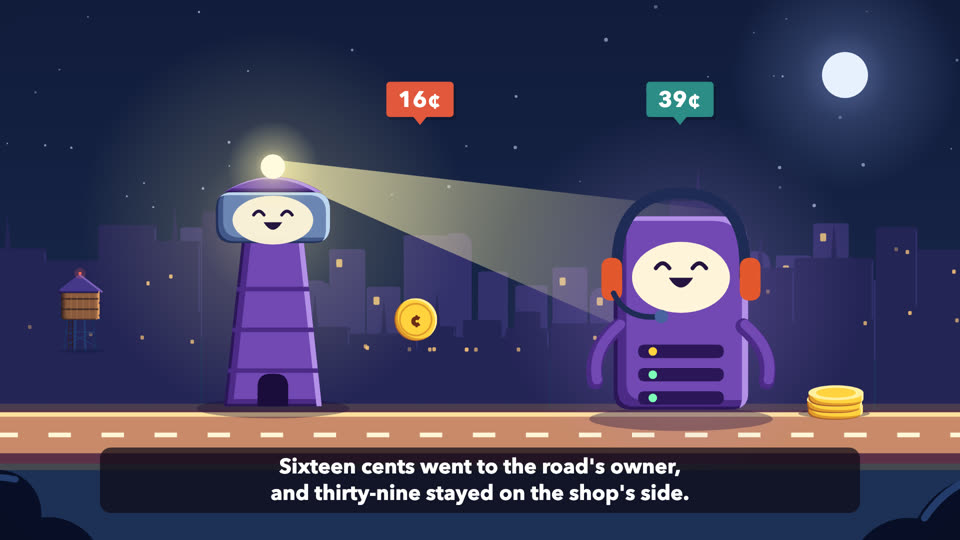 16¢
39¢
¢
Sixteen cents went to the road's owner,
and thirty-nine stayed on the shop's side.